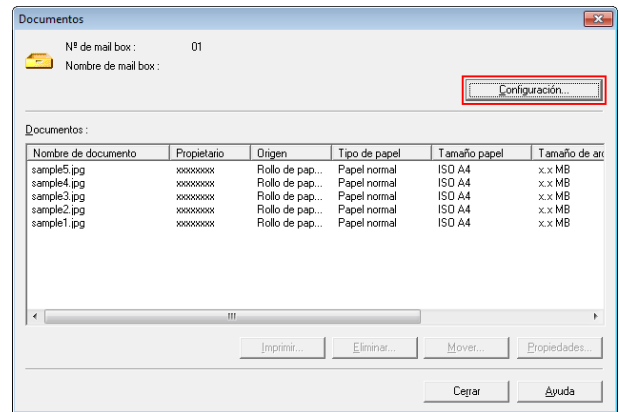 Documentos
Nº de mail box : 01
Nombre de mail box :
Configuración...
Documentos :
Nombre de documento Propietario Origen Tipo de papel Tamaño papel Tamaño de arc
sample5.jpg xxxxxxxx Rollo de pap... Papel normal ISO A4 x.x MB
sample4.jpg xxxxxxxx Rollo de pap... Papel normal ISO A4 x.x MB
sample3.jpg xxxxxxxx Rollo de pap... Papel normal ISO A4 x.x MB
sample2.jpg xxxxxxxx Rollo de pap... Papel normal ISO A4 x.x MB
sample1.jpg xxxxxxxx Rollo de pap... Papel normal ISO A4 x.x MB
Imprimir... Eliminar... Mover... Propiedades...
Cerrar Ayuda